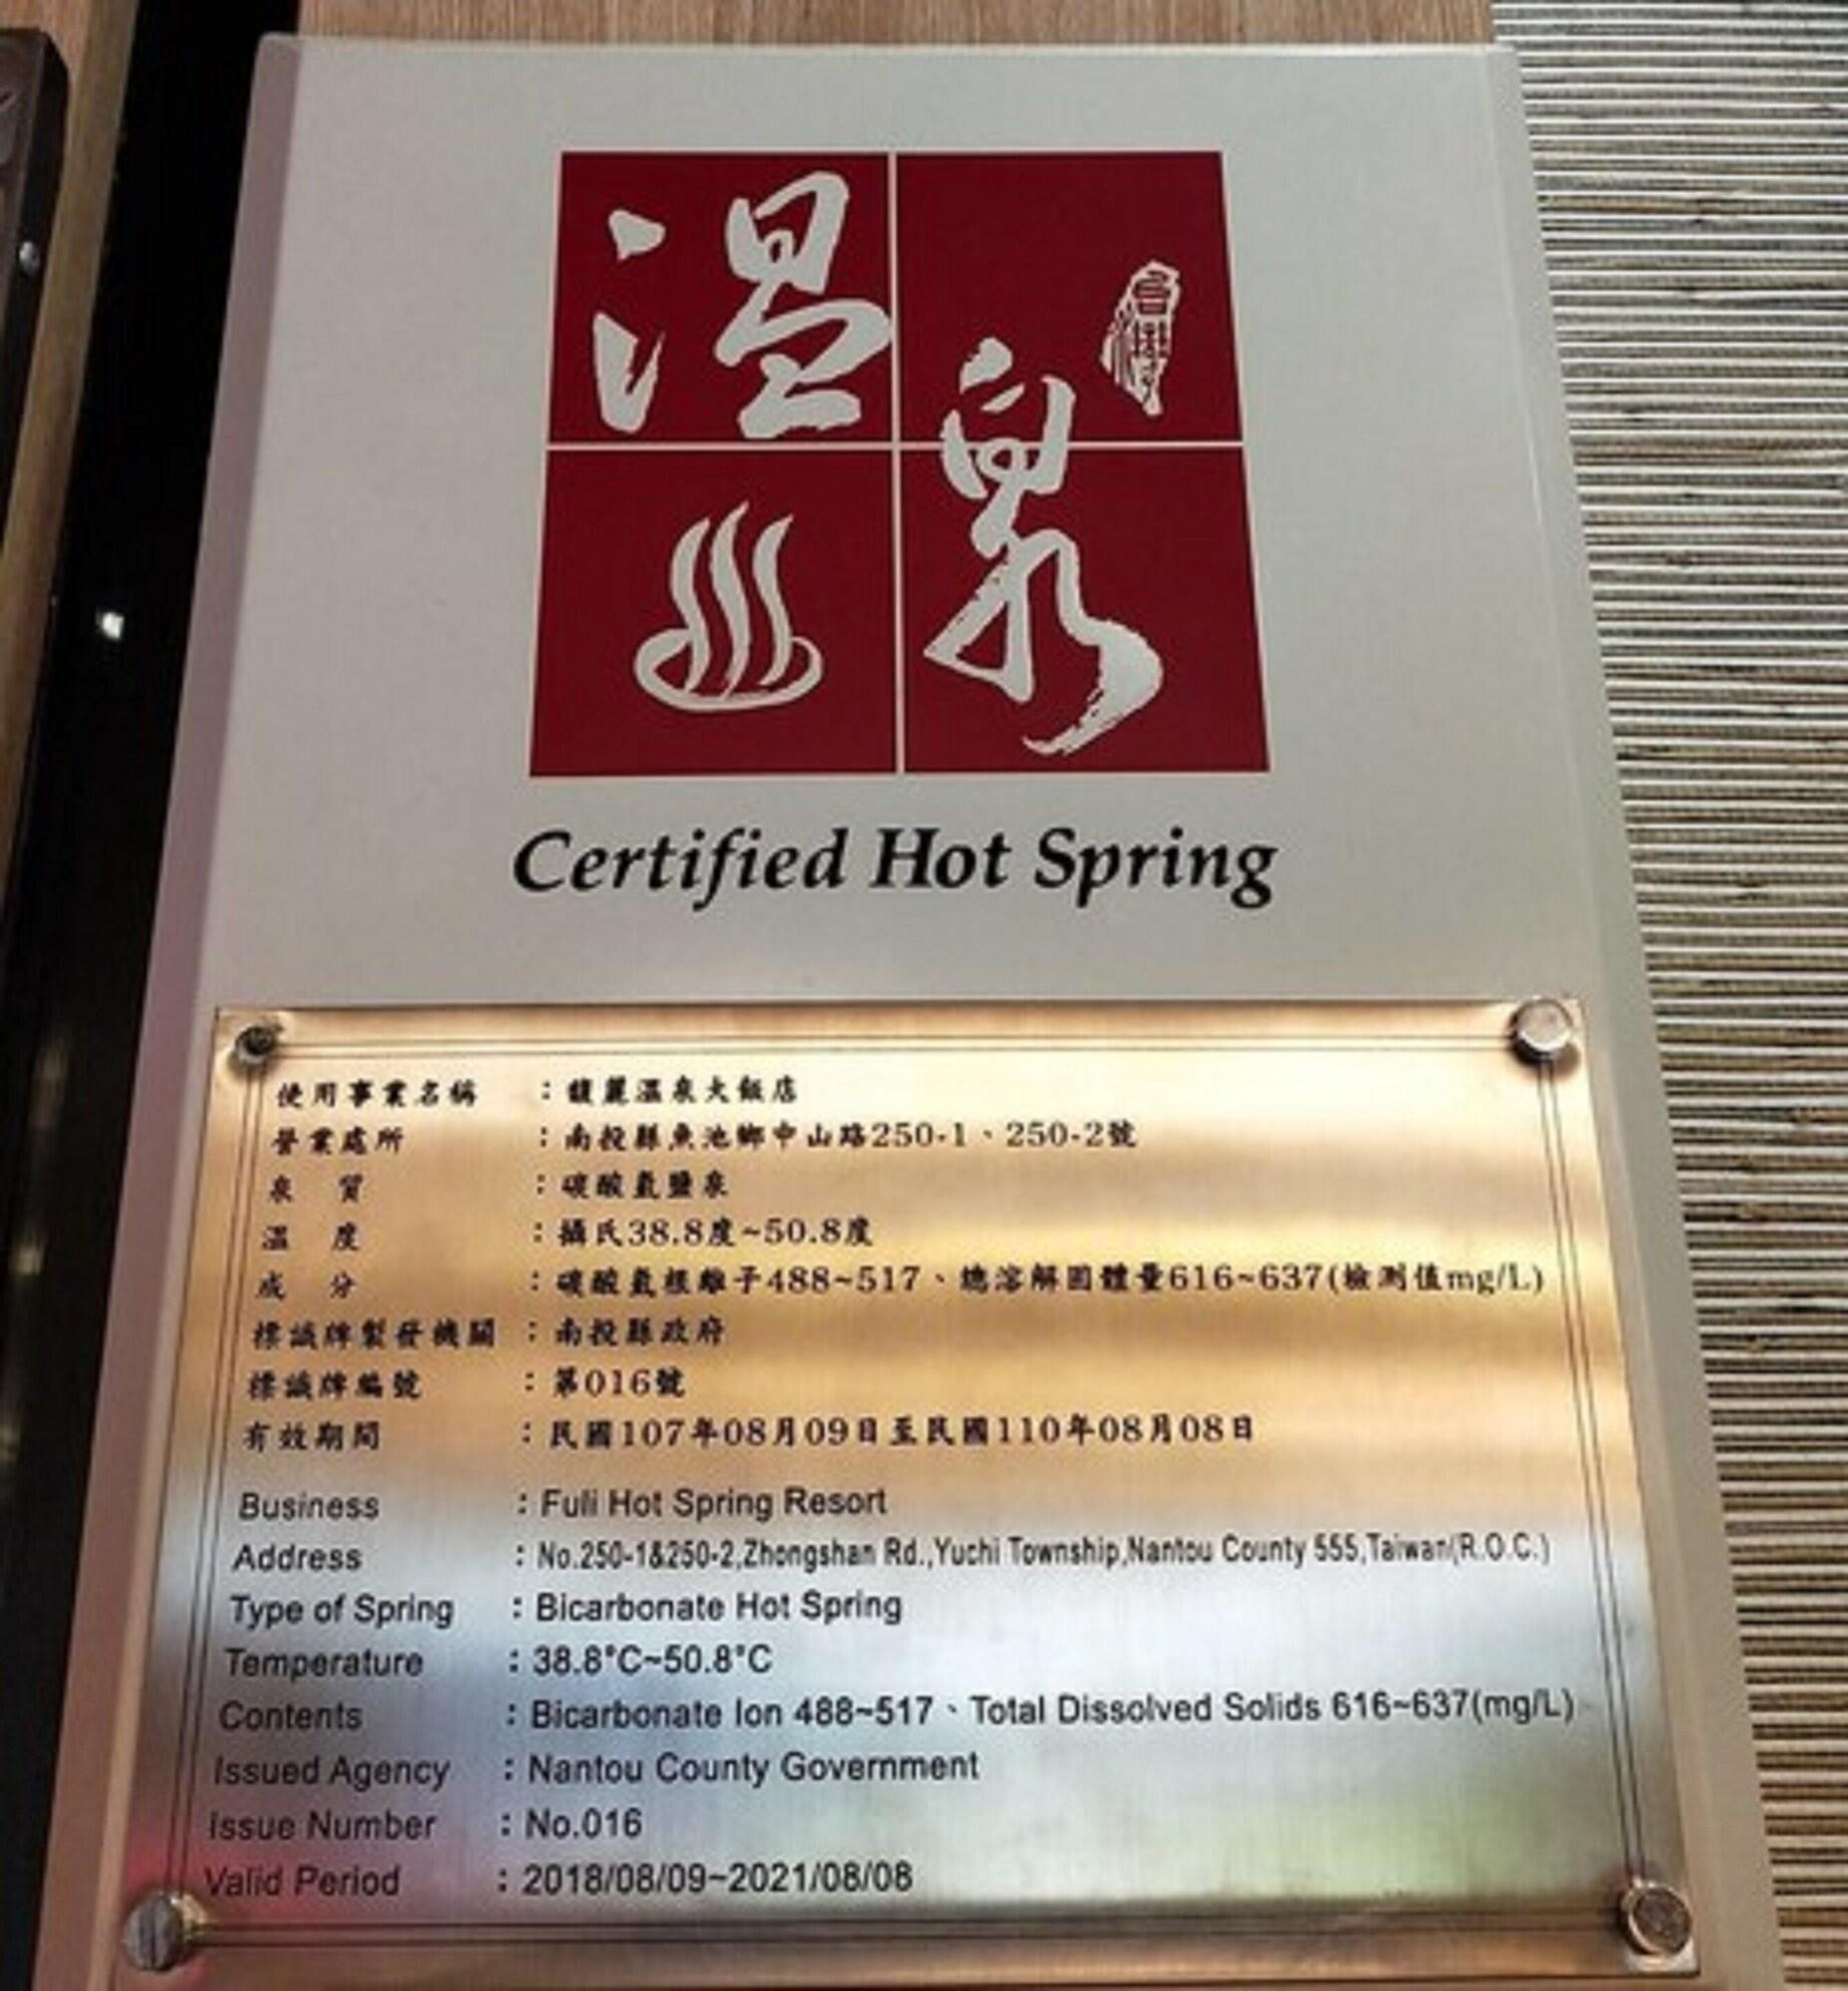 溫泉
台灣
Certified Hot Spring
使用事業名稱 : 馥麗溫泉大飯店
營業處所 : 南投縣魚池鄉中山路250-1、250-2號
泉 質 : 碳酸氫鹽泉
溫 度 : 攝氏38.8度~50.8度
成 分 : 碳酸氫根離子488~517、總溶解固體量616~637(檢測值mg/L)
標識牌製發機關 : 南投縣政府
標識牌編號 : 第016號
有效期間 : 民國107年08月09日至民國110年08月08日
Business : Fuli Hot Spring Resort
Address : No.250-1&250-2,Zhongshan Rd.,Yuchi Township,Nantou County 555,Taiwan(R.O.C.)
Type of Spring : Bicarbonate Hot Spring
Temperature : 38.8°C~50.8°C
Contents : Bicarbonate Ion 488~517、Total Dissolved Solids 616~637(mg/L)
Issued Agency : Nantou County Government
Issue Number : No.016
Valid Period : 2018/08/09~2021/08/08